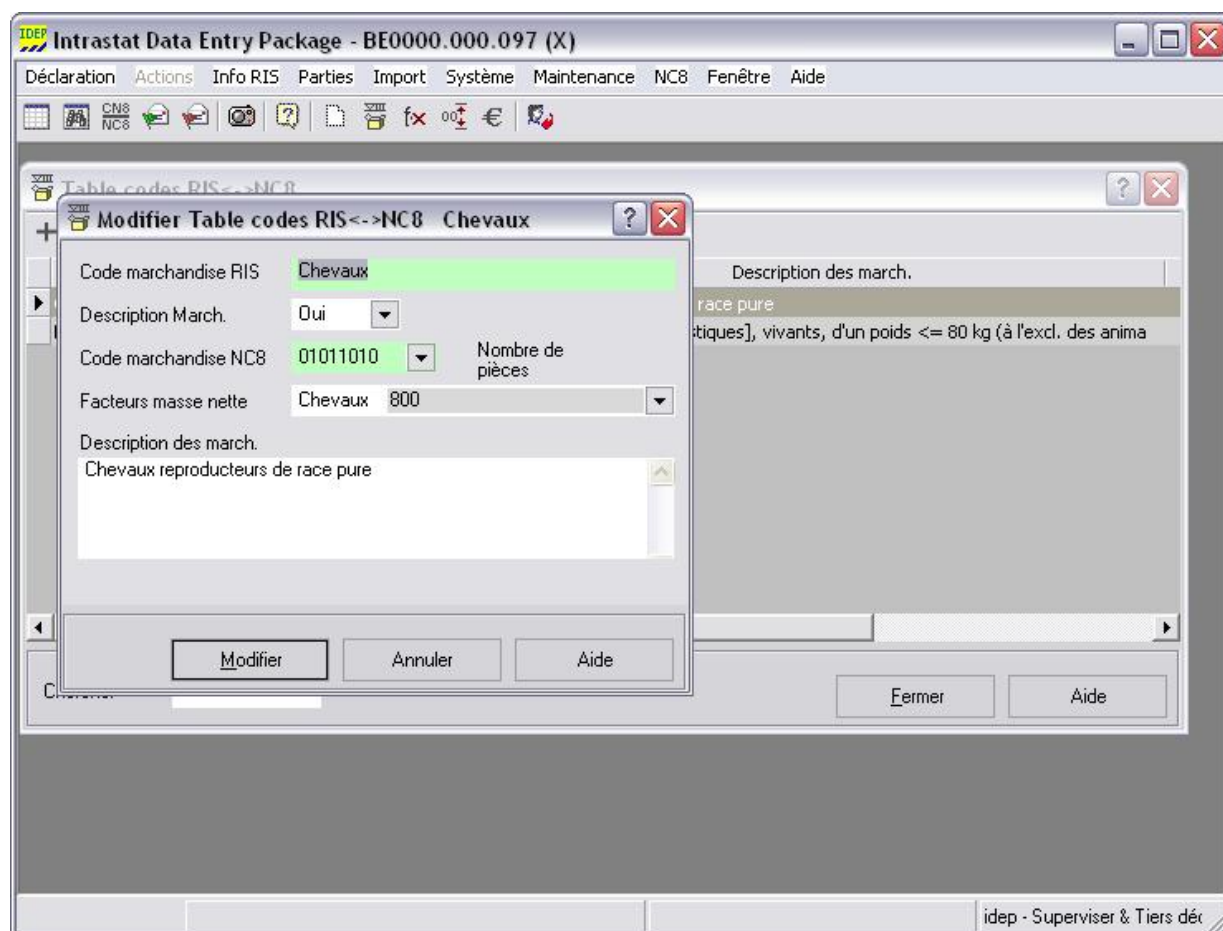 IDEP Intrastat Data Entry Package - BE0000.000.097 (X)
Déclaration Actions Info RIS Parties Import Système Maintenance NC8 Fenêtre Aide
CN8
NC8
Table codes RIS<->NC8
Modifier Table codes RIS<->NC8 Chevaux
Code marchandise RIS Chevaux
Description des march.
race pure
Description March. Oui
tiques], vivants, d'un poids <= 80 kg (à l'excl. des anima
Code marchandise NC8 01011010 Nombre de
pièces
Facteurs masse nette Chevaux 800
Description des march.
Chevaux reproducteurs de race pure
Modifier Annuler Aide
Fermer Aide
idep - Superviser & Tiers déc